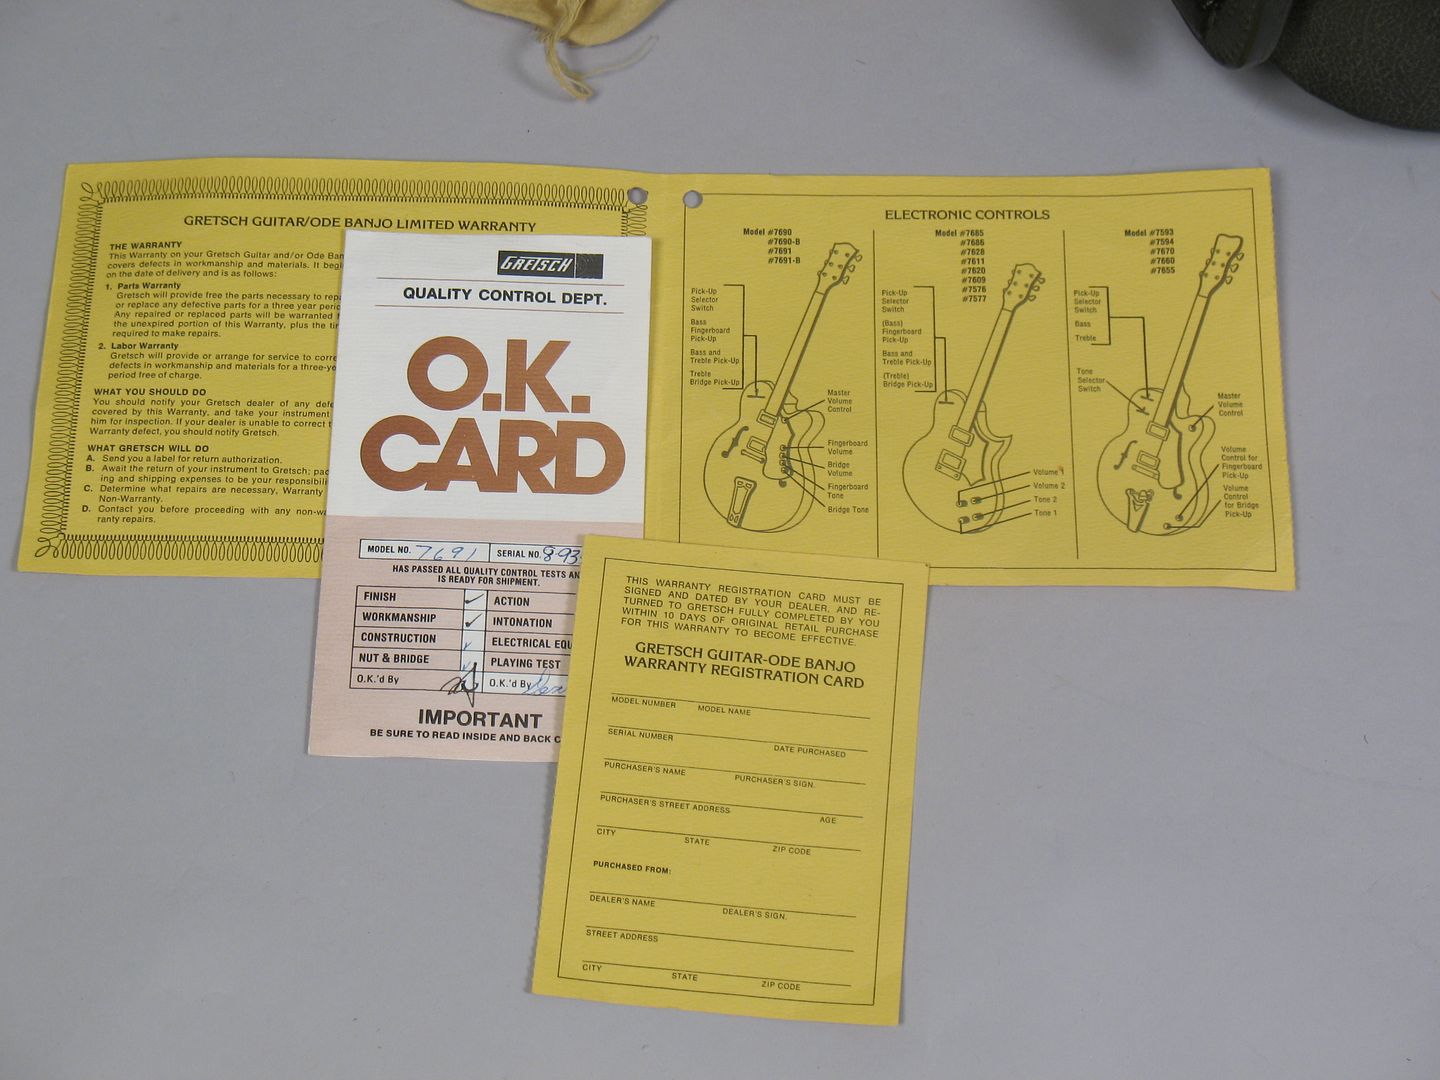 GRETSCH GUITAR/ODE BANJO LIMITED WARRANTY
THE WARRANTY
This Warranty on your Gretsch Guitar and/or Ode Ban
covers defects in workmanship and materials. It begi
on the date of delivery and is as follows:
1. Parts Warranty
Gretsch will provide free the parts necessary to repa
or replace any defective parts for a three year perio
Any repaired or replaced parts will be warranted
the unexpired portion of this Warranty, plus the ti
required to make repairs.
2. Labor Warranty
Gretsch will provide or arrange for service to corre
defects in workmanship and materials for a three-ye
period free of charge.
WHAT YOU SHOULD DO
You should notify your Gretsch dealer of any defe
covered by this Warranty, and take your instrument
him for inspection. If your dealer is unable to correct t
Warranty defect, you should notify Gretsch.
WHAT GRETSCH WILL DO
A. Send you a label for return authorization.
B. Await the return of your instrument to Gretsch; pac
ing and shipping expenses to be your responsibili
C. Determine what repairs are necessary, Warranty
Non-Warranty.
D. Contact you before proceeding with any non-wa
ranty repairs.
GRETSCH
QUALITY CONTROL DEPT.
O.K.
CARD
MODEL NO. 7691 SERIAL NO. 8-93
HAS PASSED ALL QUALITY CONTROL TESTS AN
IS READY FOR SHIPMENT.
FINISH ACTION
WORKMANSHIP INTONATION
CONSTRUCTION ELECTRICAL EQU
NUT & BRIDGE PLAYING TEST
O.K.'d By O.K.'d By
IMPORTANT
BE SURE TO READ INSIDE AND BACK C
ELECTRONIC CONTROLS
Model #7690
#7690-B
#7691
#7691-B
Pick-Up
Selector
Switch
Bass
Fingerboard
Pick-Up
Bass and
Treble Pick-Up
Treble
Bridge Pick-Up
Master
Volume
Control
Fingerboard
Volume
Bridge
Volume
Fingerboard
Tone
Bridge Tone
Model #7685
#7686
#7628
#7611
#7620
#7609
#7576
#7577
Pick-Up
Selector
Switch
(Bass)
Fingerboard
Pick-Up
Bass and
Treble Pick-Up
(Treble)
Bridge Pick-Up
Volume 1
Volume 2
Tone 2
Tone 1
Model #7593
#7594
#7670
#7660
#7655
Pick-Up
Selector
Switch
Bass
Treble
Tone
Selector
Switch
Master
Volume
Control
Volume
Control for
Fingerboard
Pick-Up
Volume
Control
for Bridge
Pick-Up
THIS WARRANTY REGISTRATION CARD MUST BE
SIGNED AND DATED BY YOUR DEALER, AND RE-
TURNED TO GRETSCH FULLY COMPLETED BY YOU
WITHIN 10 DAYS OF ORIGINAL RETAIL PURCHASE
FOR THIS WARRANTY TO BECOME EFFECTIVE.
GRETSCH GUITAR-ODE BANJO
WARRANTY REGISTRATION CARD
MODEL NUMBER MODEL NAME
SERIAL NUMBER DATE PURCHASED
PURCHASER'S NAME PURCHASER'S SIGN.
PURCHASER'S STREET ADDRESS AGE
CITY STATE ZIP CODE
PURCHASED FROM:
DEALER'S NAME DEALER'S SIGN.
STREET ADDRESS
CITY STATE ZIP CODE